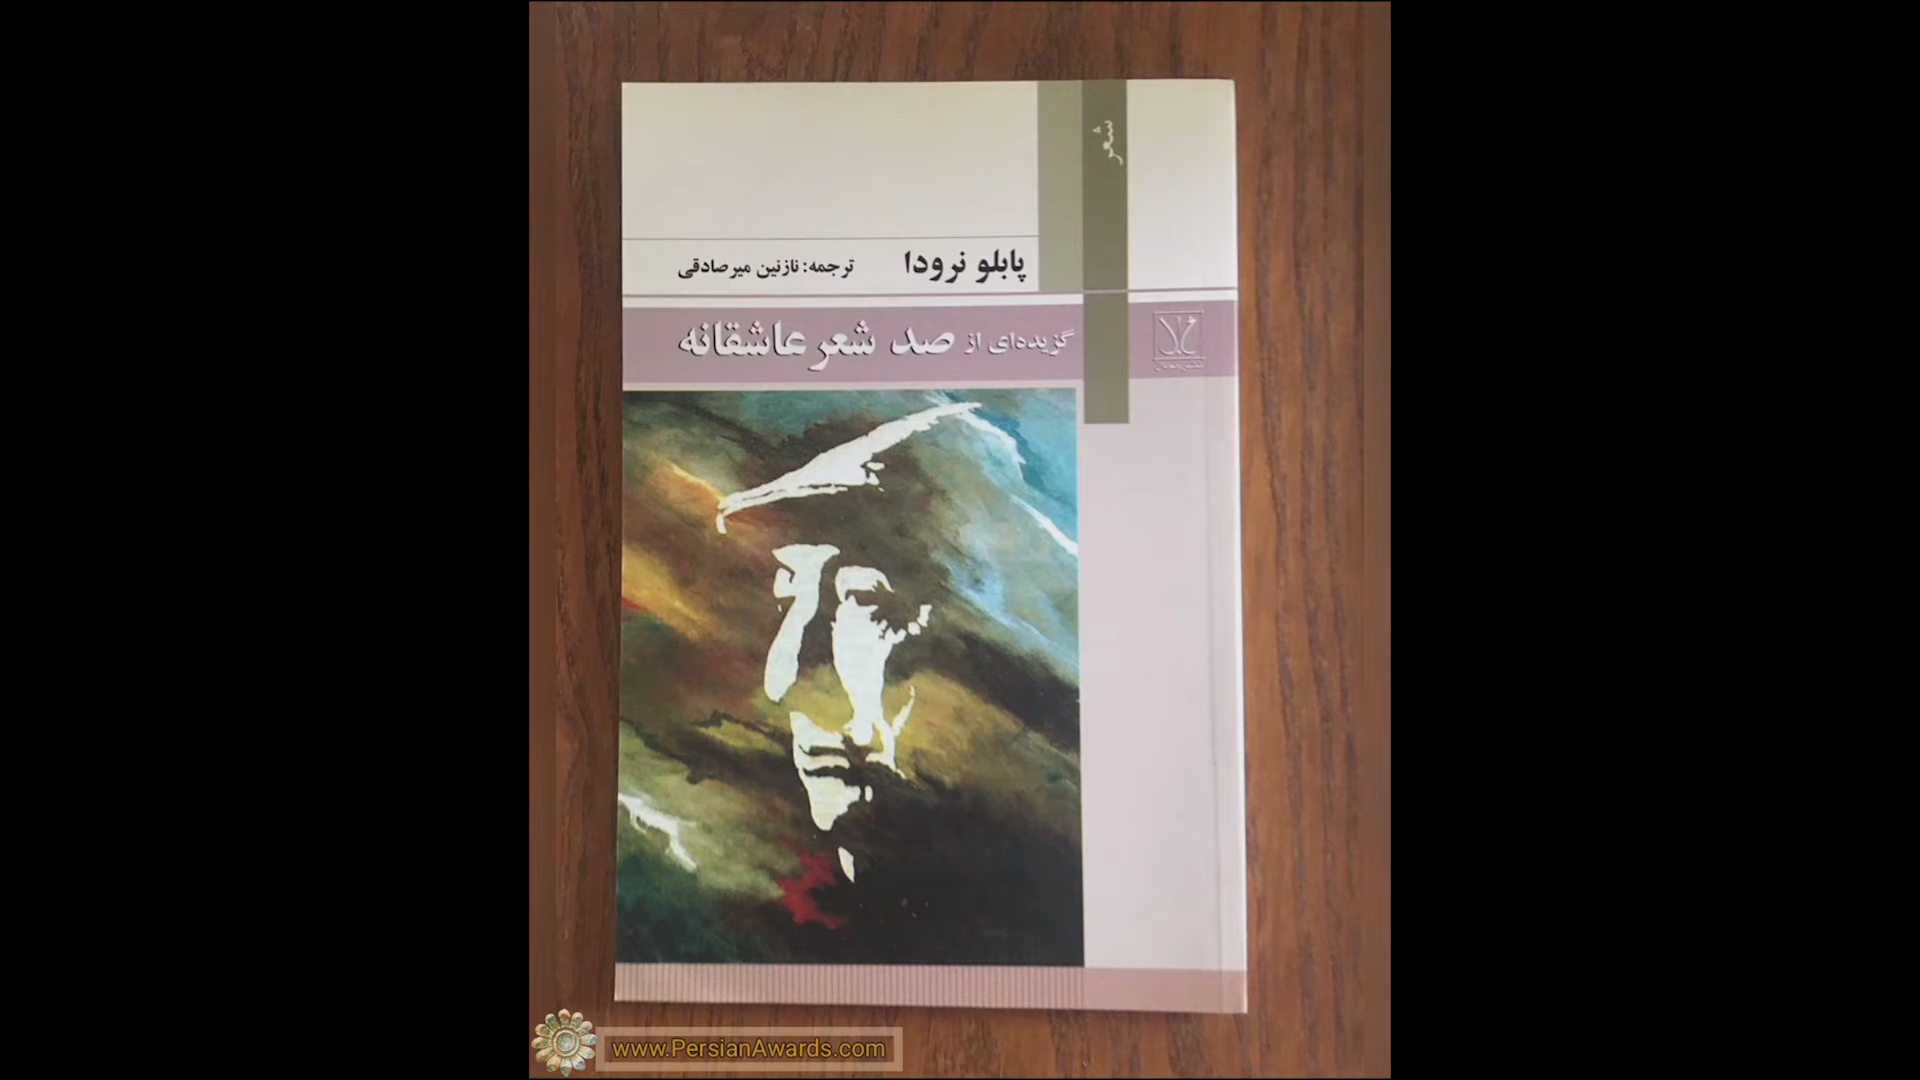 شعر
پابلو نرودا ترجمه: نازنین میرصادقی
گزیده‌ای از صد شعر عاشقانه
www.PersianAwards.com